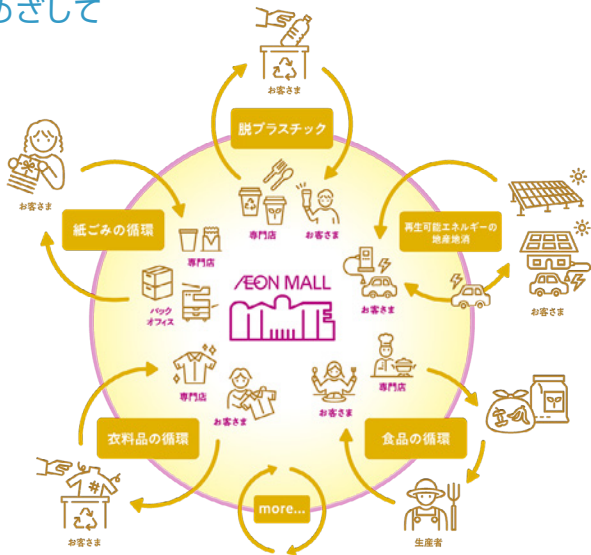 めざして
お客さま
脱プラスチック
専門店
お客さま
お客さま
紙ごみの循環
専門店
バック
オフィス
再生可能エネルギーの
地産地消
お客さま
お客さま
ÆON MALL
専門店
お客さま
衣料品の循環
お客さま
お客さま
専門店
食品の循環
生産者
more...